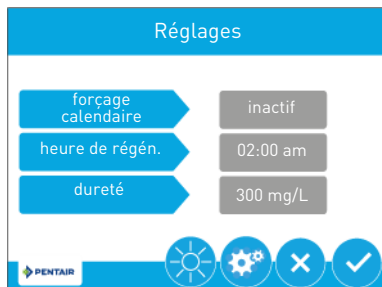 Réglages
forçage
calendaire
inactif
heure de régén.
02:00 am
dureté
300 mg/L
PENTAIR